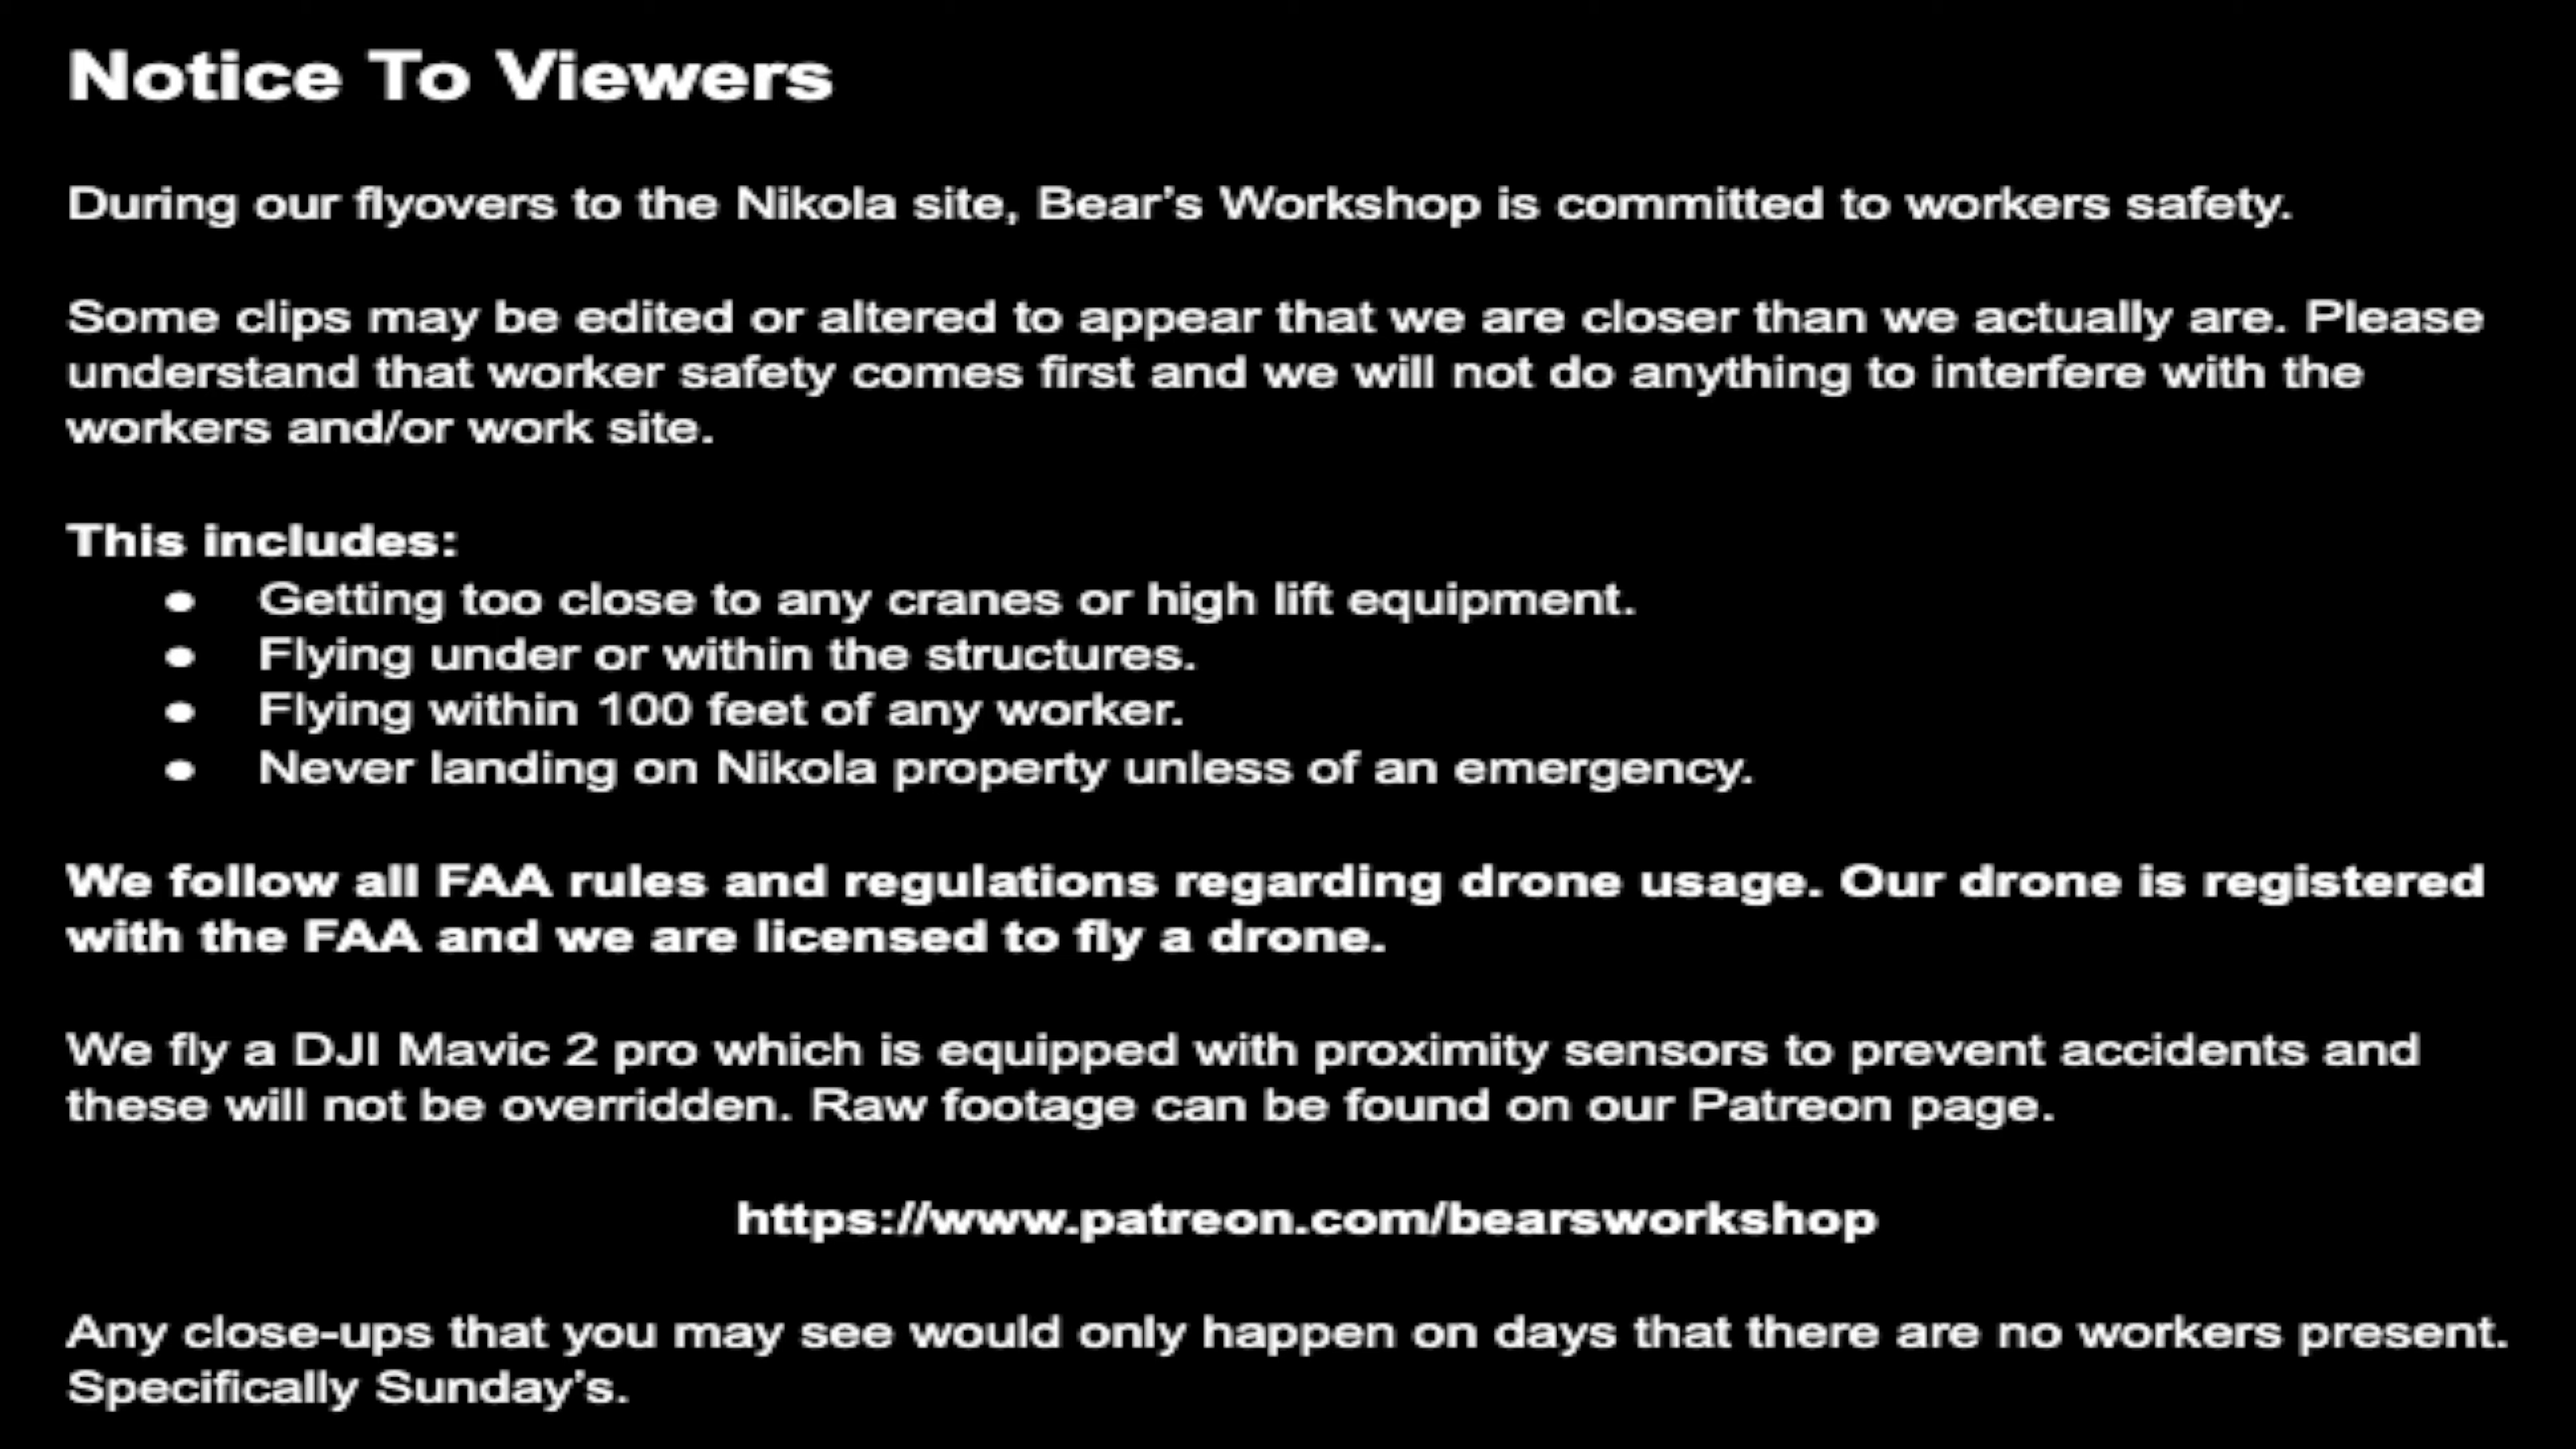 Notice To Viewers
During our flyovers to the Nikola site, Bear's Workshop is committed to workers safety.
Some clips may be edited or altered to appear that we are closer than we actually are. Please
understand that worker safety comes first and we will not do anything to interfere with the
workers and/or work site.
This includes:
● Getting too close to any cranes or high lift equipment.
● Flying under or within the structures.
● Flying within 100 feet of any worker.
● Never landing on Nikola property unless of an emergency.
We follow all FAA rules and regulations regarding drone usage. Our drone is registered
with the FAA and we are licensed to fly a drone.
We fly a DJI Mavic 2 pro which is equipped with proximity sensors to prevent accidents and
these will not be overridden. Raw footage can be found on our Patreon page.
https://www.patreon.com/bearsworkshop
Any close-ups that you may see would only happen on days that there are no workers present.
Specifically Sunday's.